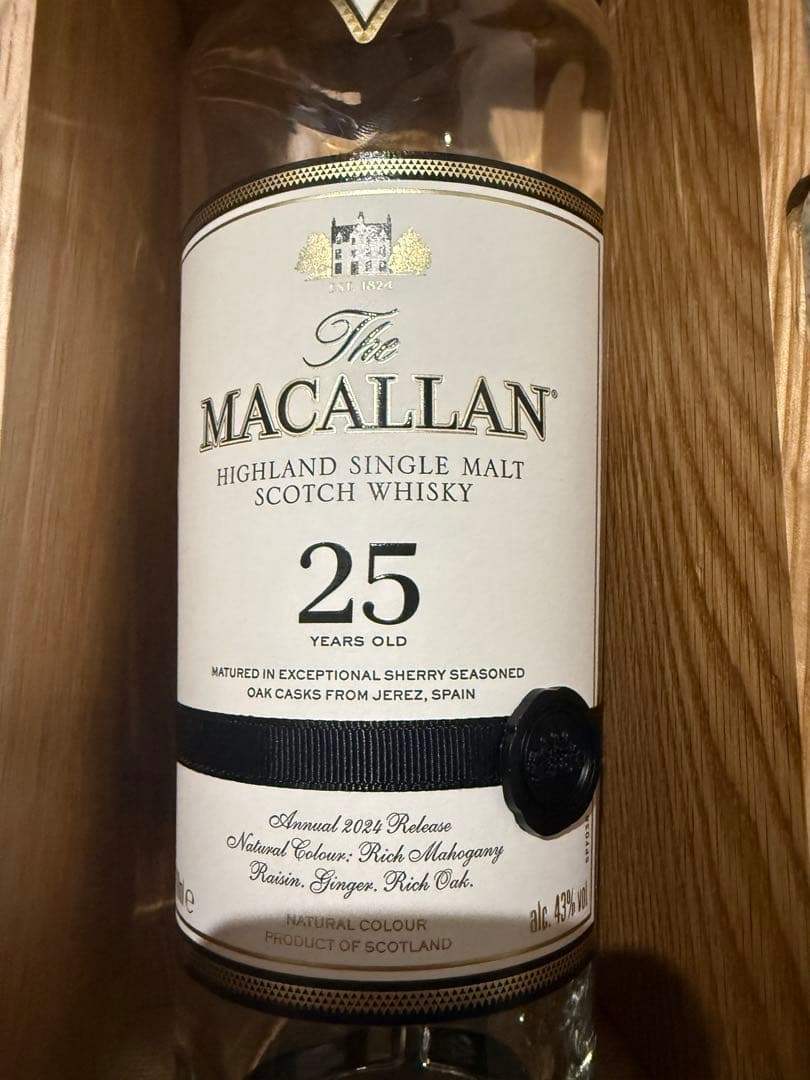 EST. 1824
The
MACALLAN®
HIGHLAND SINGLE MALT
SCOTCH WHISKY
25
YEARS OLD
MATURED IN EXCEPTIONAL SHERRY SEASONED
OAK CASKS FROM JEREZ, SPAIN
Annual 2024 Release
Natural Colour: Rich Mahogany
Raisin. Ginger. Rich Oak.
alc. 43% vol
NATURAL COLOUR
PRODUCT OF SCOTLAND